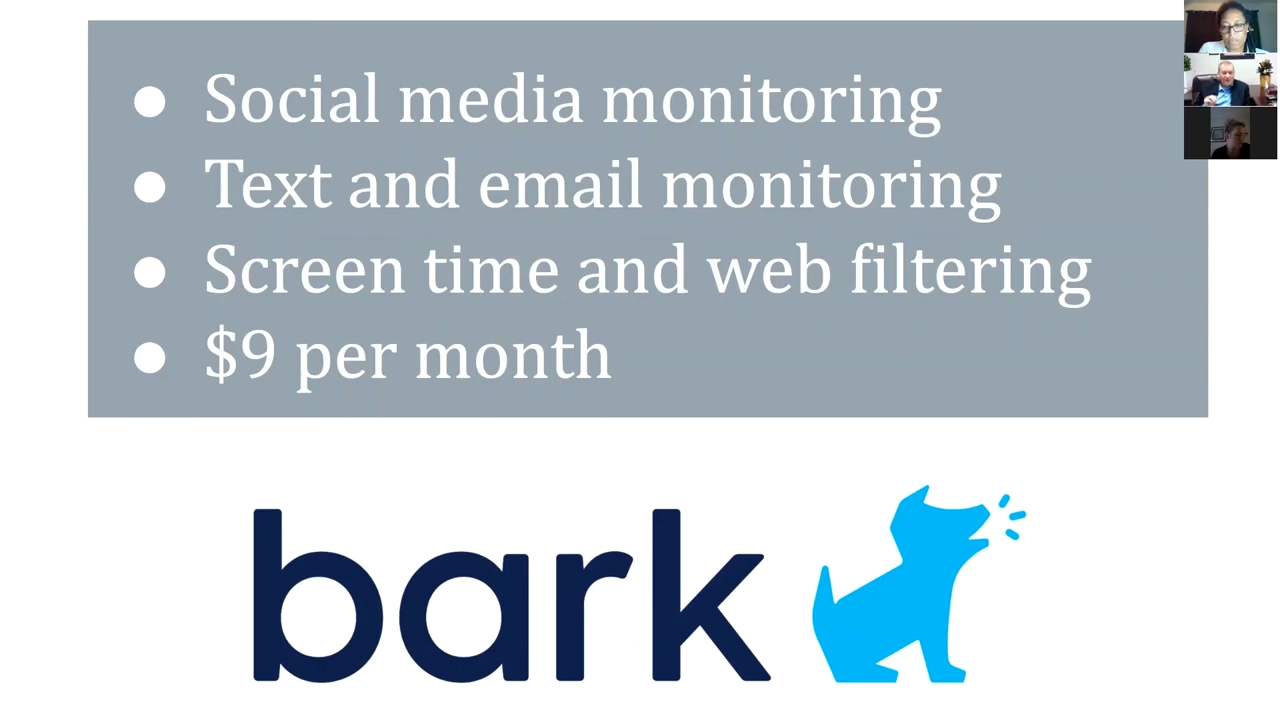 ● Social media monitoring
● Text and email monitoring
● Screen time and web filtering
● $9 per month
bark